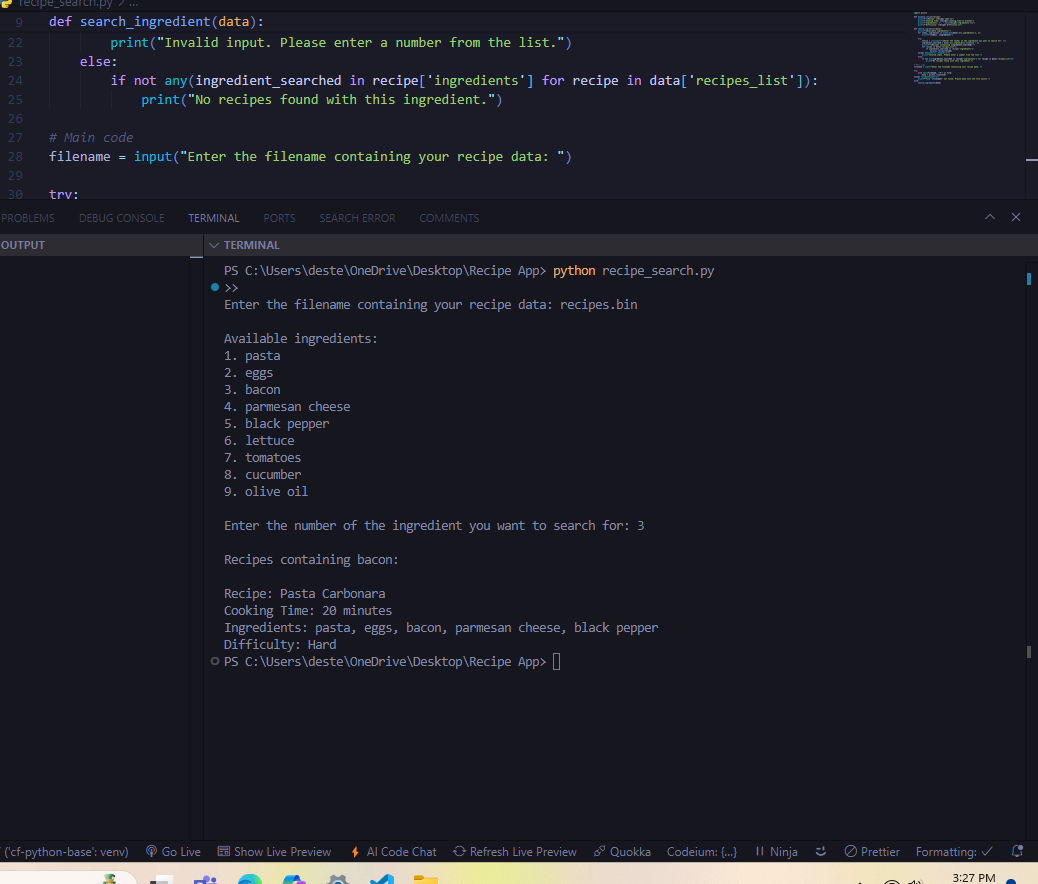 recipe_search.py > ...
9 def search_ingredient(data):
22 print("Invalid input. Please enter a number from the list.")
23 else:
24 if not any(ingredient_searched in recipe['ingredients'] for recipe in data['recipes_list']):
25 print("No recipes found with this ingredient.")
26
27 # Main code
28 filename = input("Enter the filename containing your recipe data: ")
29
30 try:
PROBLEMS DEBUG CONSOLE TERMINAL PORTS SEARCH ERROR COMMENTS
OUTPUT
TERMINAL
PS C:\Users\deste\OneDrive\Desktop\Recipe App> python recipe_search.py
>>
Enter the filename containing your recipe data: recipes.bin
Available ingredients:
1. pasta
2. eggs
3. bacon
4. parmesan cheese
5. black pepper
6. lettuce
7. tomatoes
8. cucumber
9. olive oil
Enter the number of the ingredient you want to search for: 3
Recipes containing bacon:
Recipe: Pasta Carbonara
Cooking Time: 20 minutes
Ingredients: pasta, eggs, bacon, parmesan cheese, black pepper
Difficulty: Hard
PS C:\Users\deste\OneDrive\Desktop\Recipe App>
('cf-python-base': venv) Go Live Show Live Preview AI Code Chat Refresh Live Preview Quokka Codeium: {...} Ninja Prettier Formatting: ✓
3:27 PM